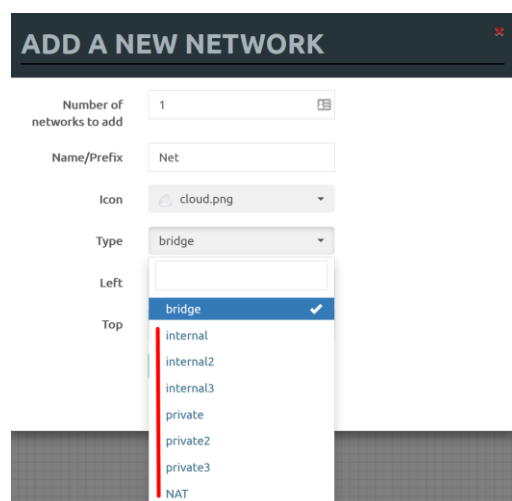 ADD A NEW NETWORK
Number of
networks to add
1
Name/Prefix
Net
Icon
cloud.png
Type
bridge
Left
bridge
Top
internal
internal2
internal3
private
private2
private3
NAT